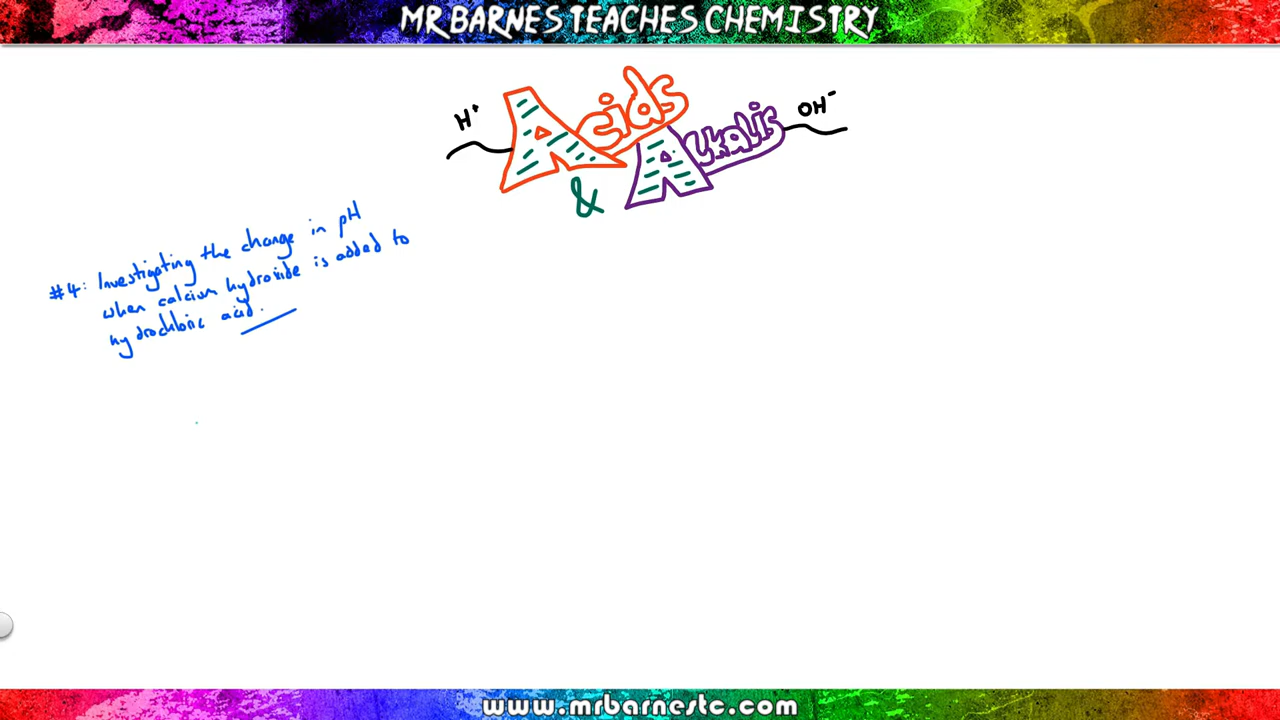 MR BARNES TEACHES CHEMISTRY
H+ Acids
& Alkalis OH-
#4: Investigating the change in pH
when calcium hydroxide is added to
hydrochloric acid.
www.mrbarnestc.com